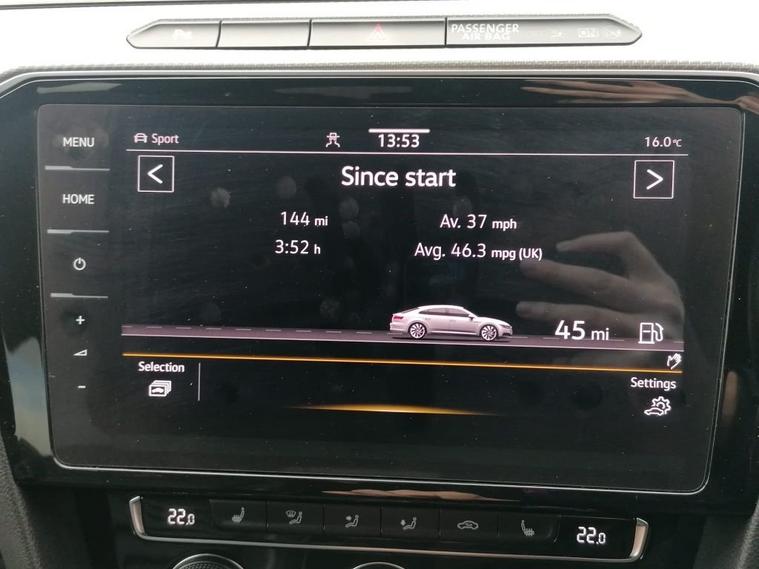 PASSENGER
AIR BAG ON
MENU
Sport
13:53
16.0°C
< Since start >
HOME
144 mi Av. 37 mph
3:52 h Avg. 46.3 mpg (UK)
+
-
45 mi
Selection
Settings
22.0
22.0